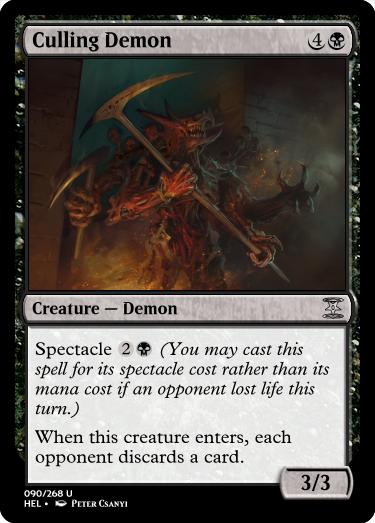 Culling Demon 4
Creature — Demon
Spectacle 2 (You may cast this
spell for its spectacle cost rather than its
mana cost if an opponent lost life this
turn.)
When this creature enters, each
opponent discards a card.
3/3
090/268 U
HEL • Peter Csanyi